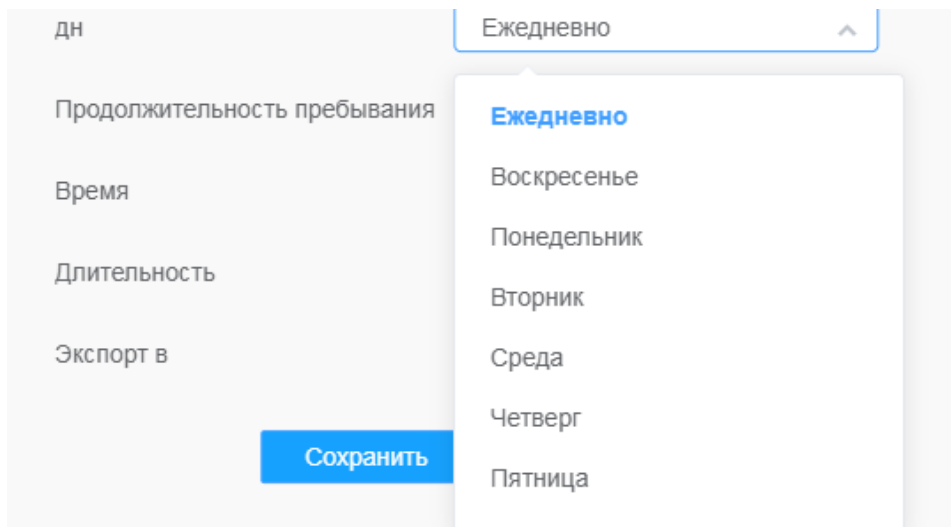 дн
Ежедневно
Продолжительность пребывания
Ежедневно
Воскресенье
Время
Понедельник
Длительность
Вторник
Экспорт в
Среда
Четверг
Сохранить
Пятница